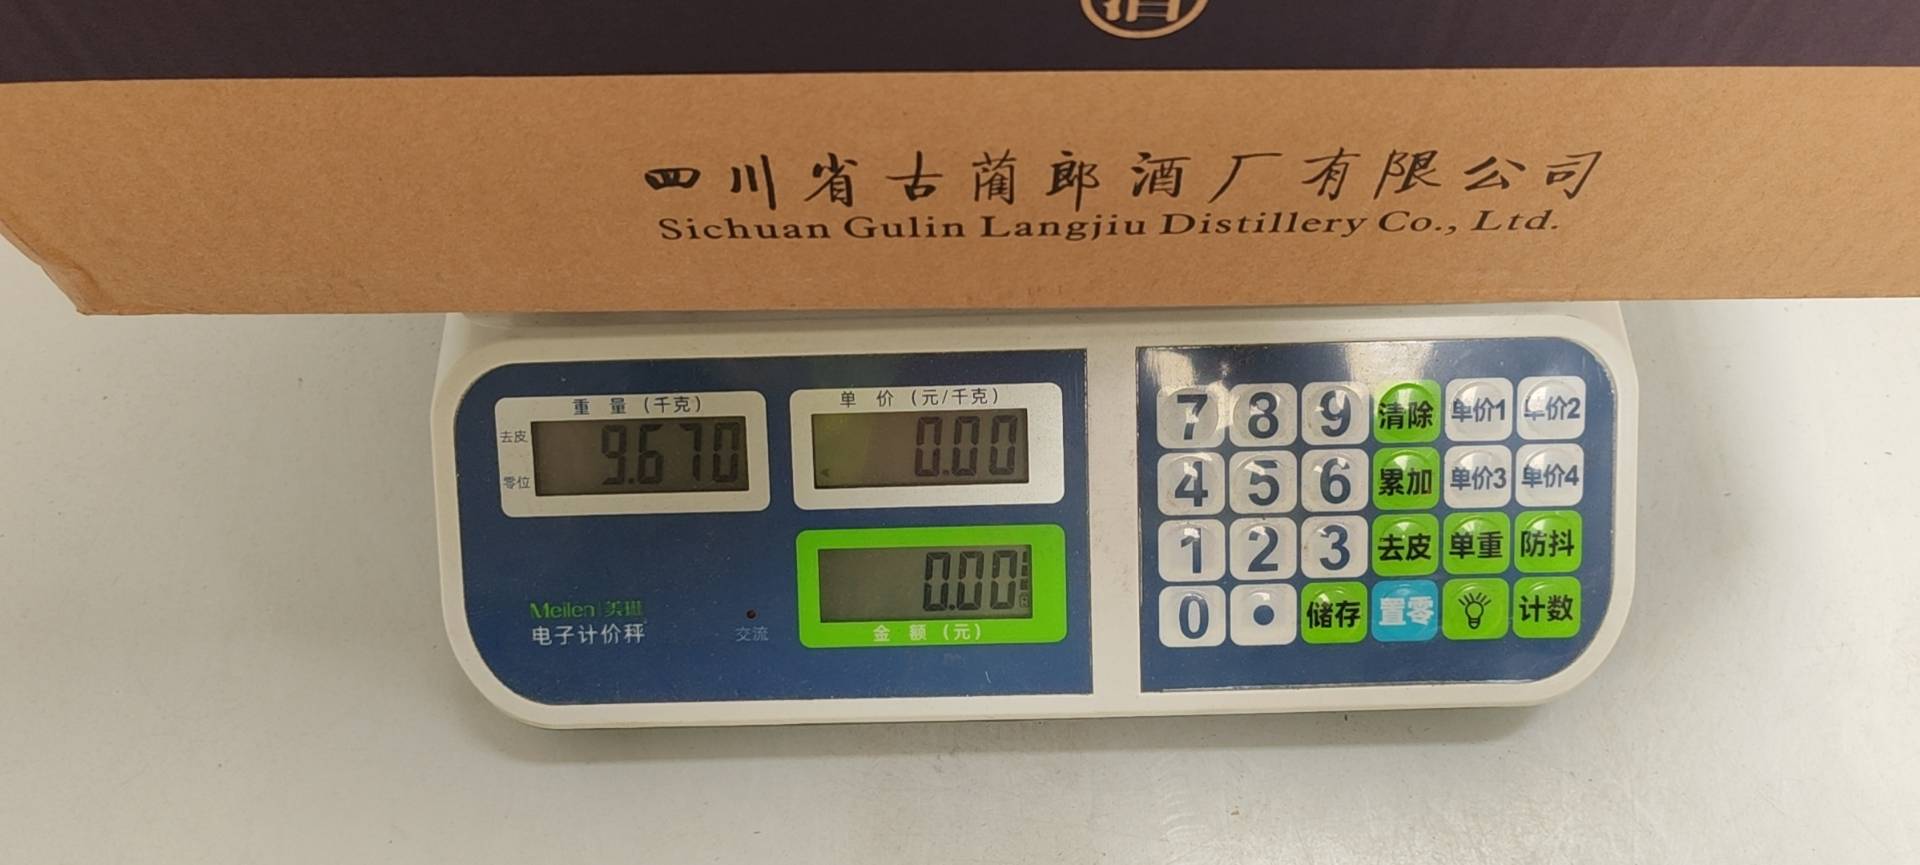 酒
四川省古蔺郎酒厂有限公司
Sichuan Gulin Langjiu Distillery Co., Ltd.
重量(千克)
去皮
零位
9.670
单价(元/千克)
0.00
0.00
金额(元)
Meilen 美琳
电子计价秤
交流
7 8 9 清除 单价1 单价2
4 5 6 累加 单价3 单价4
1 2 3 去皮 单重 防抖
0 • 储存 置零 计数